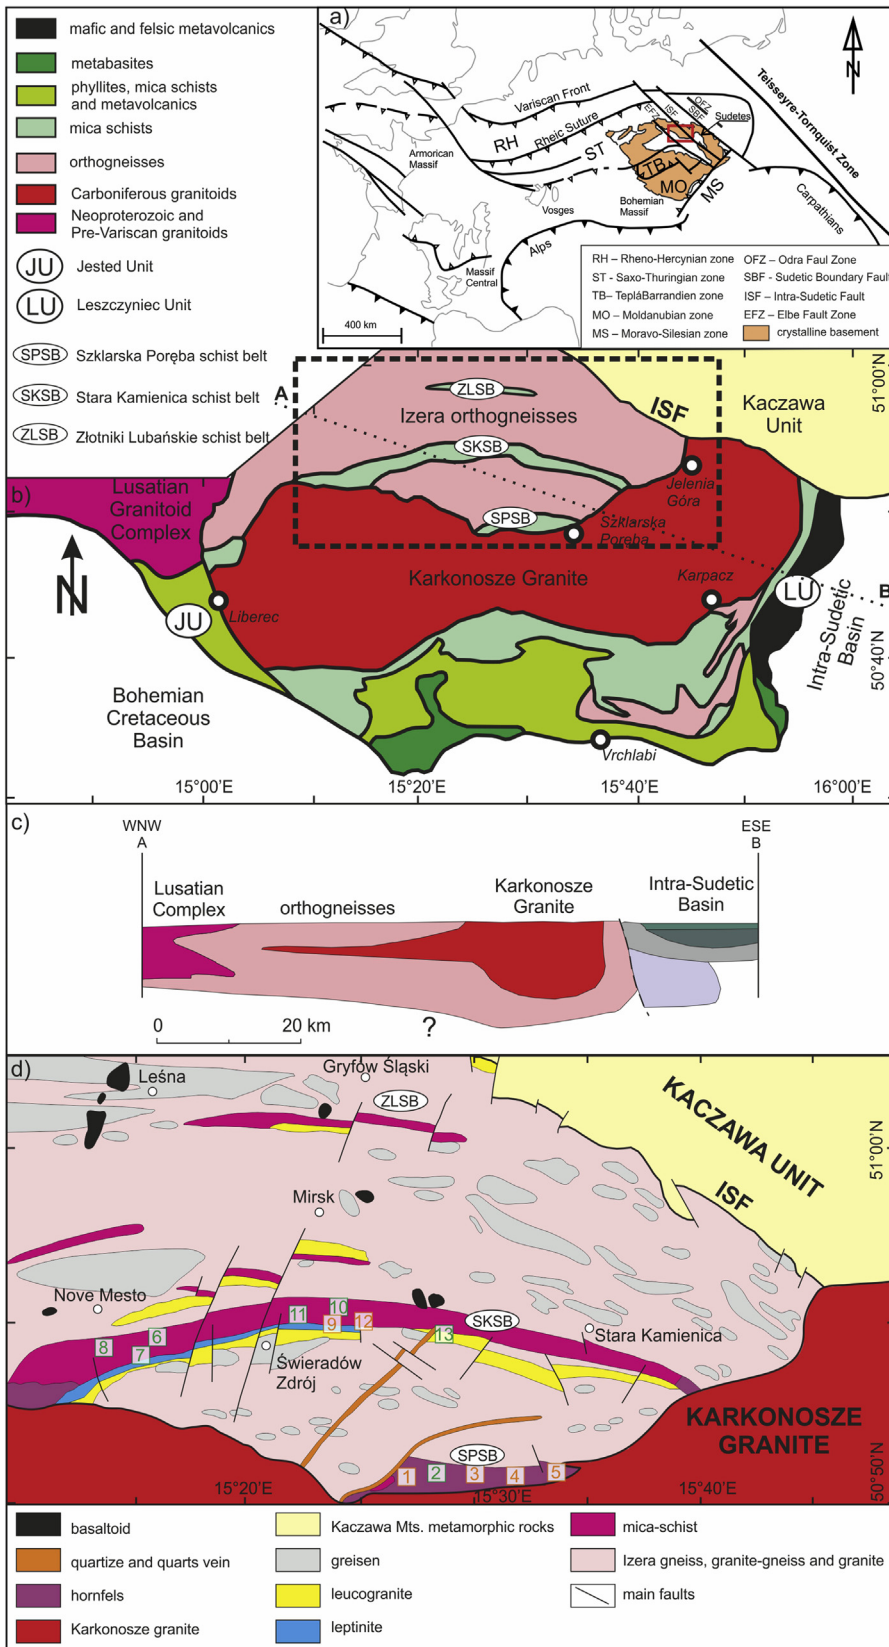 mafic and felsic metavolcanics
metabasites
phyllites, mica schists
and metavolcanics
mica schists
orthogneisses
Carboniferous granitoids
Neoproterozoic and
Pre-Variscan granitoids
JU
Jested Unit
LU
Leszczyniec Unit
SPSB
Szklarska Poręba schist belt
SKSB
Stara Kamienica schist belt
ZLSB
Złotniki Lubańskie schist belt
a)
N
Teisseyre-Tornquist Zone
Variscan Front
Rheic Suture
RH
ST
EFZ
ISF
OFZ
SBF
Sudetes
Armorican
Massif
TB
MO
MS
Bohemian
Massif
Vosges
Alps
Carpathians
Massif
Central
400 km
RH – Rheno-Hercynian zone
ST - Saxo-Thuringian zone
TB– TepláBarrandien zone
MO – Moldanubian zone
MS – Moravo-Silesian zone
OFZ – Odra Faul Zone
SBF - Sudetic Boundary Fault
ISF – Intra-Sudetic Fault
EFZ – Elbe Fault Zone
crystalline basement
b)
A
ZLSB
Izera orthogneisses
ISF
Kaczawa
Unit
51°00'N
SKSB
Lusatian
Granitoid
Complex
SPSB
Jelenia
Góra
Szklarska
Poręba
N
Karkonosze Granite
Karpacz
LU
B
JU
Liberec
Intra-Sudetic
Basin
50°40'N
Bohemian
Cretaceous
Basin
Vrchlabi
15°00'E
15°20'E
15°40'E
16°00'E
c)
WNW
A
ESE
B
Lusatian
Complex
orthogneisses
Karkonosze
Granite
Intra-Sudetic
Basin
0
20 km
?
d)
Leśna
Gryfów Śląski
ZLSB
KACZAWA UNIT
51°00'N
ISF
Mirsk
Nove Mesto
10
11
9
12
SKSB
Stara Kamienica
8
6
7
13
Świeradów
Zdrój
KARKONOSZE
GRANITE
SPSB
1
2
3
4
5
15°20'E
15°30'E
15°40'E
50°50'N
basaltoid
quartize and quarts vein
hornfels
Karkonosze granite
Kaczawa Mts. metamorphic rocks
greisen
leucogranite
leptinite
mica-schist
Izera gneiss, granite-gneiss and granite
main faults